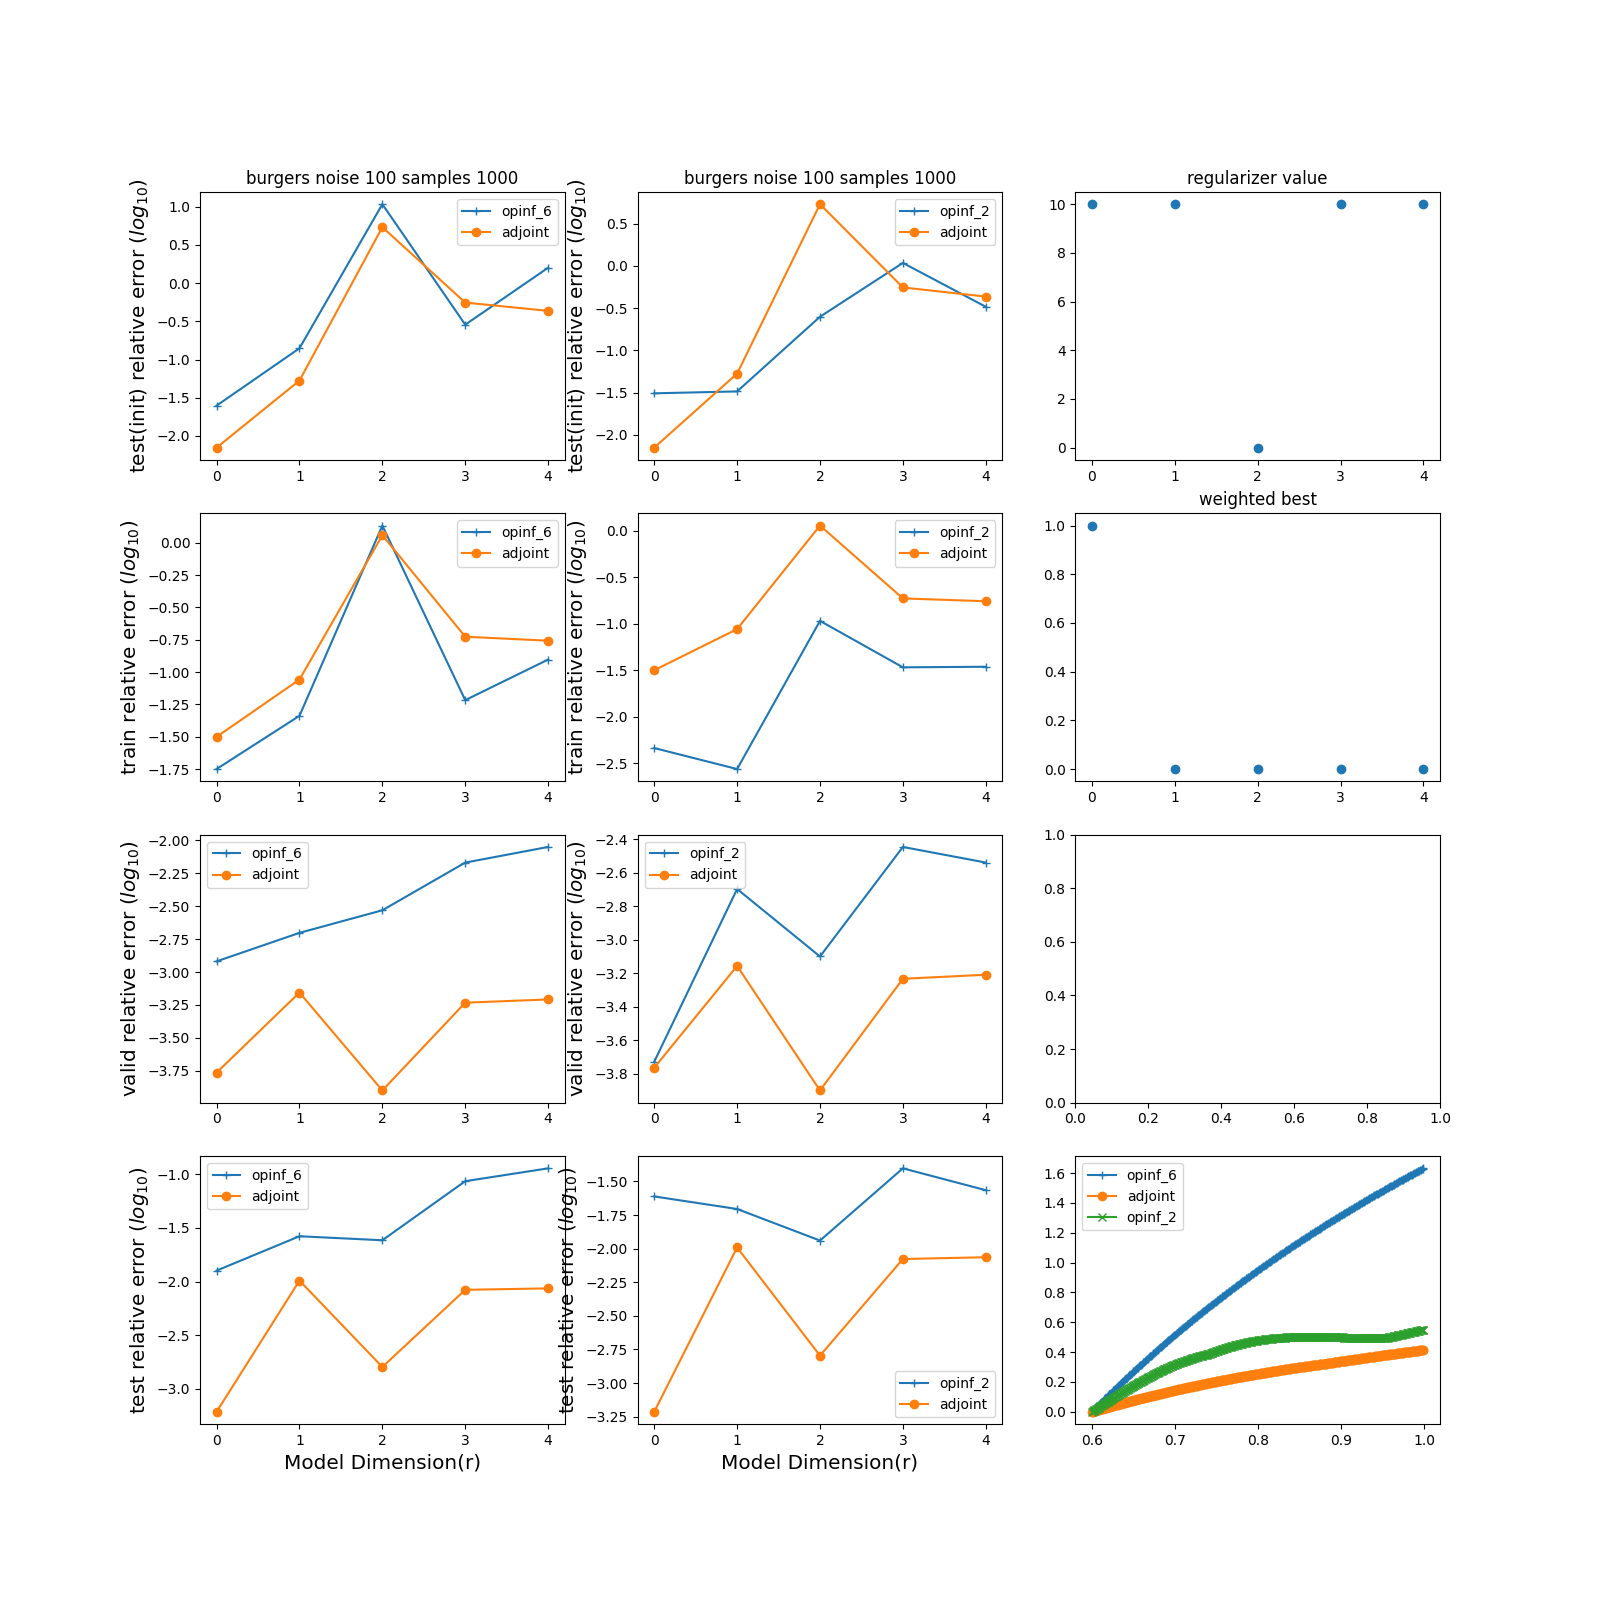 burgers noise 100 samples 1000
burgers noise 100 samples 1000
regularizer value
test(init) relative error (log10)
1.0
0.5
0.0
−0.5
−1.0
−1.5
−2.0
opinf_6
adjoint
0 1 2 3 4
test(init) relative error (log10)
0.5
0.0
−0.5
−1.0
−1.5
−2.0
opinf_2
adjoint
0 1 2 3 4
10
8
6
4
2
0
0 1 2 3 4
train relative error (log10)
0.00
−0.25
−0.50
−0.75
−1.00
−1.25
−1.50
−1.75
opinf_6
adjoint
0 1 2 3 4
train relative error (log10)
0.0
−0.5
−1.0
−1.5
−2.0
−2.5
opinf_2
adjoint
0 1 2 3 4
weighted best
1.0
0.8
0.6
0.4
0.2
0.0
0 1 2 3 4
valid relative error (log10)
−2.00
−2.25
−2.50
−2.75
−3.00
−3.25
−3.50
−3.75
opinf_6
adjoint
0 1 2 3 4
valid relative error (log10)
−2.4
−2.6
−2.8
−3.0
−3.2
−3.4
−3.6
−3.8
opinf_2
adjoint
0 1 2 3 4
1.0
0.8
0.6
0.4
0.2
0.0
0.0 0.2 0.4 0.6 0.8 1.0
test relative error (log10)
−1.0
−1.5
−2.0
−2.5
−3.0
opinf_6
adjoint
0 1 2 3 4
Model Dimension(r)
test relative error (log10)
−1.50
−1.75
−2.00
−2.25
−2.50
−2.75
−3.00
−3.25
opinf_2
adjoint
0 1 2 3 4
Model Dimension(r)
1.6
1.4
1.2
1.0
0.8
0.6
0.4
0.2
0.0
opinf_6
adjoint
opinf_2
0.6 0.7 0.8 0.9 1.0